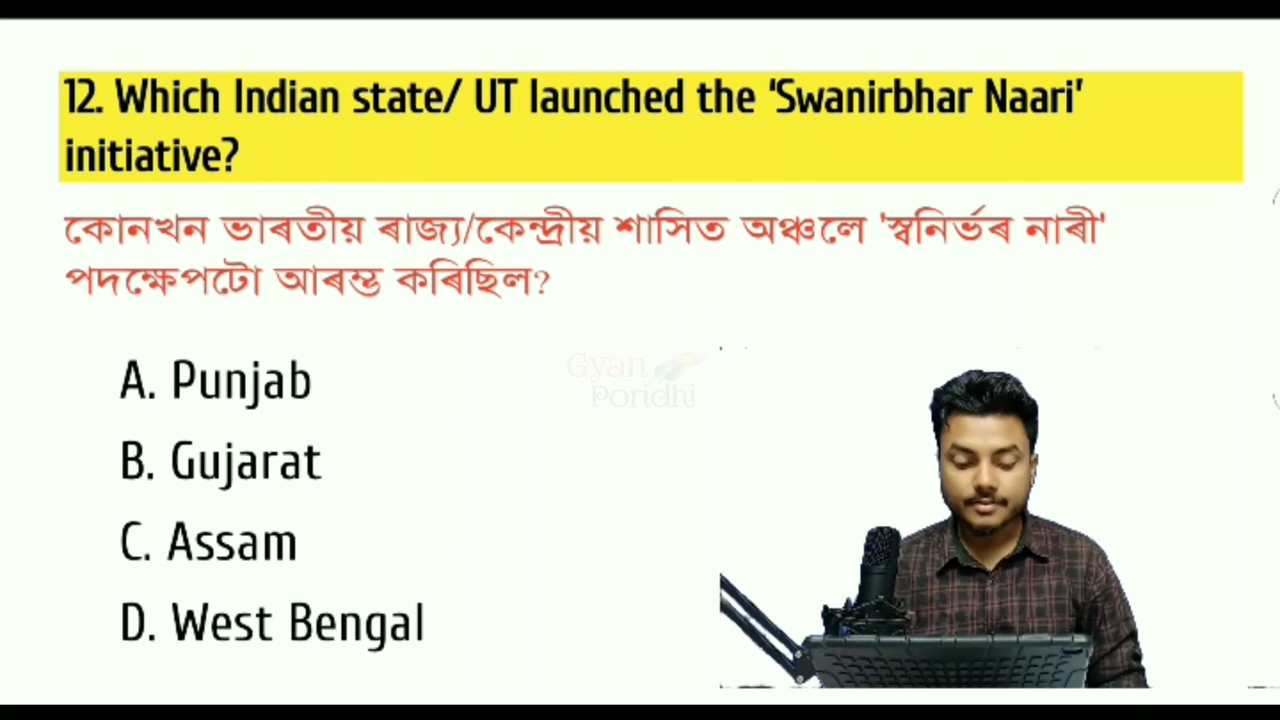 12. Which Indian state/ UT launched the ‘Swanirbhar Naari’
initiative?
কোনখন ভাৰতীয় ৰাজ্য/কেন্দ্ৰীয় শাসিত অঞ্চলে 'স্বনিৰ্ভৰ নাৰী'
পদক্ষেপটো আৰম্ভ কৰিছিল?
Gyan
Poridhi
A. Punjab
B. Gujarat
C. Assam
D. West Bengal